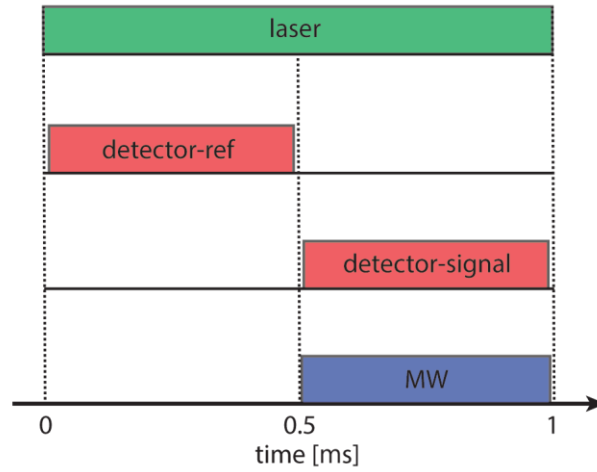 laser
detector-ref
detector-signal
MW
0 0.5 1
time [ms]